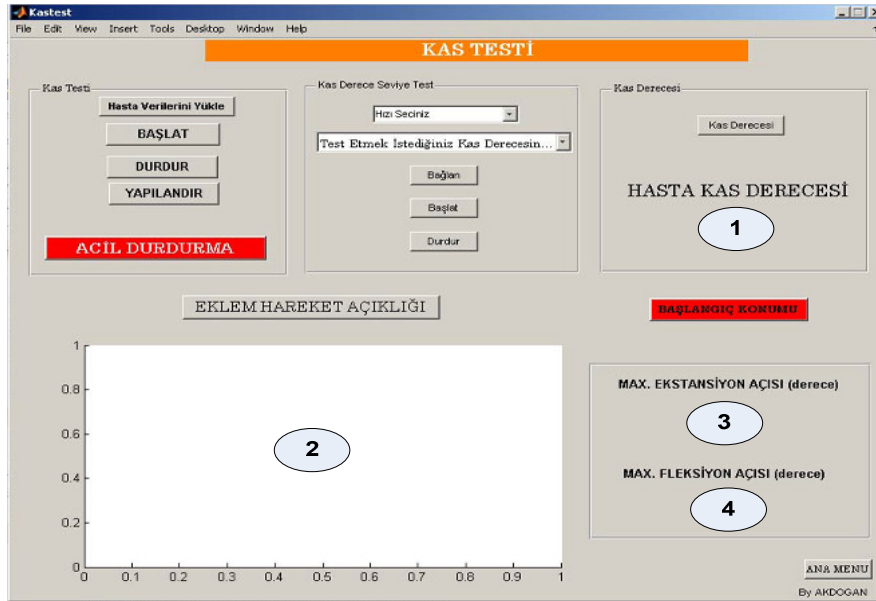 Kastest
File Edit View Insert Tools Desktop Window Help
KAS TESTİ
Kas Testi
Hasta Verilerini Yükle
BAŞLAT
DURDUR
YAPILANDIR
ACİL DURDURMA
Kas Derece Seviye Test
Hızı Seciniz
Test Etmek İstediğiniz Kas Derecesin...
Bağlan
Başlat
Durdur
Kas Derecesi
Kas Derecesi
HASTA KAS DERECESİ
1
EKLEM HAREKET AÇIKLIĞI
BAŞLANGIÇ KONUMU
1
0.8
0.6
0.4
0.2
0
0 0.1 0.2 0.3 0.4 0.5 0.6 0.7 0.8 0.9 1
2
MAX. EKSTANSİYON AÇISI (derece)
3
MAX. FLEKSİYON AÇISI (derece)
4
ANA MENU
By AKDOGAN